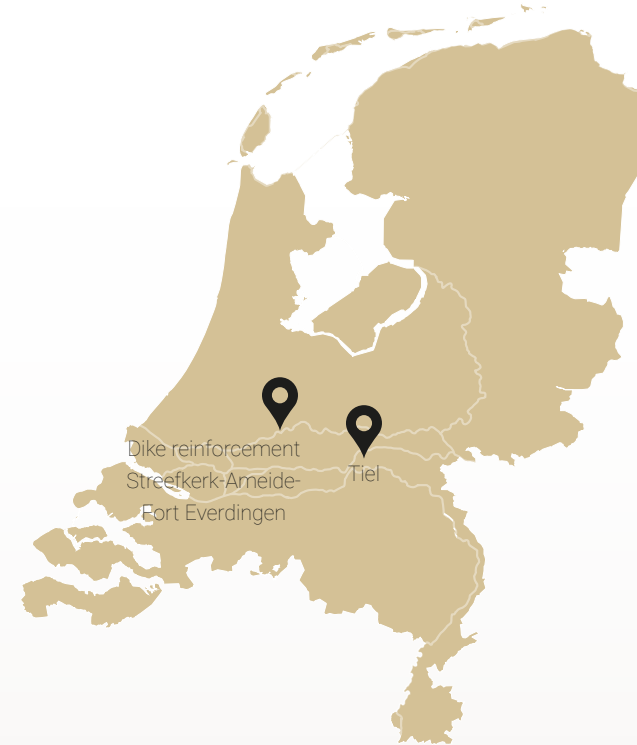 Dike reinforcement
Streefkerk-Ameide-
Fort Everdingen
Tiel